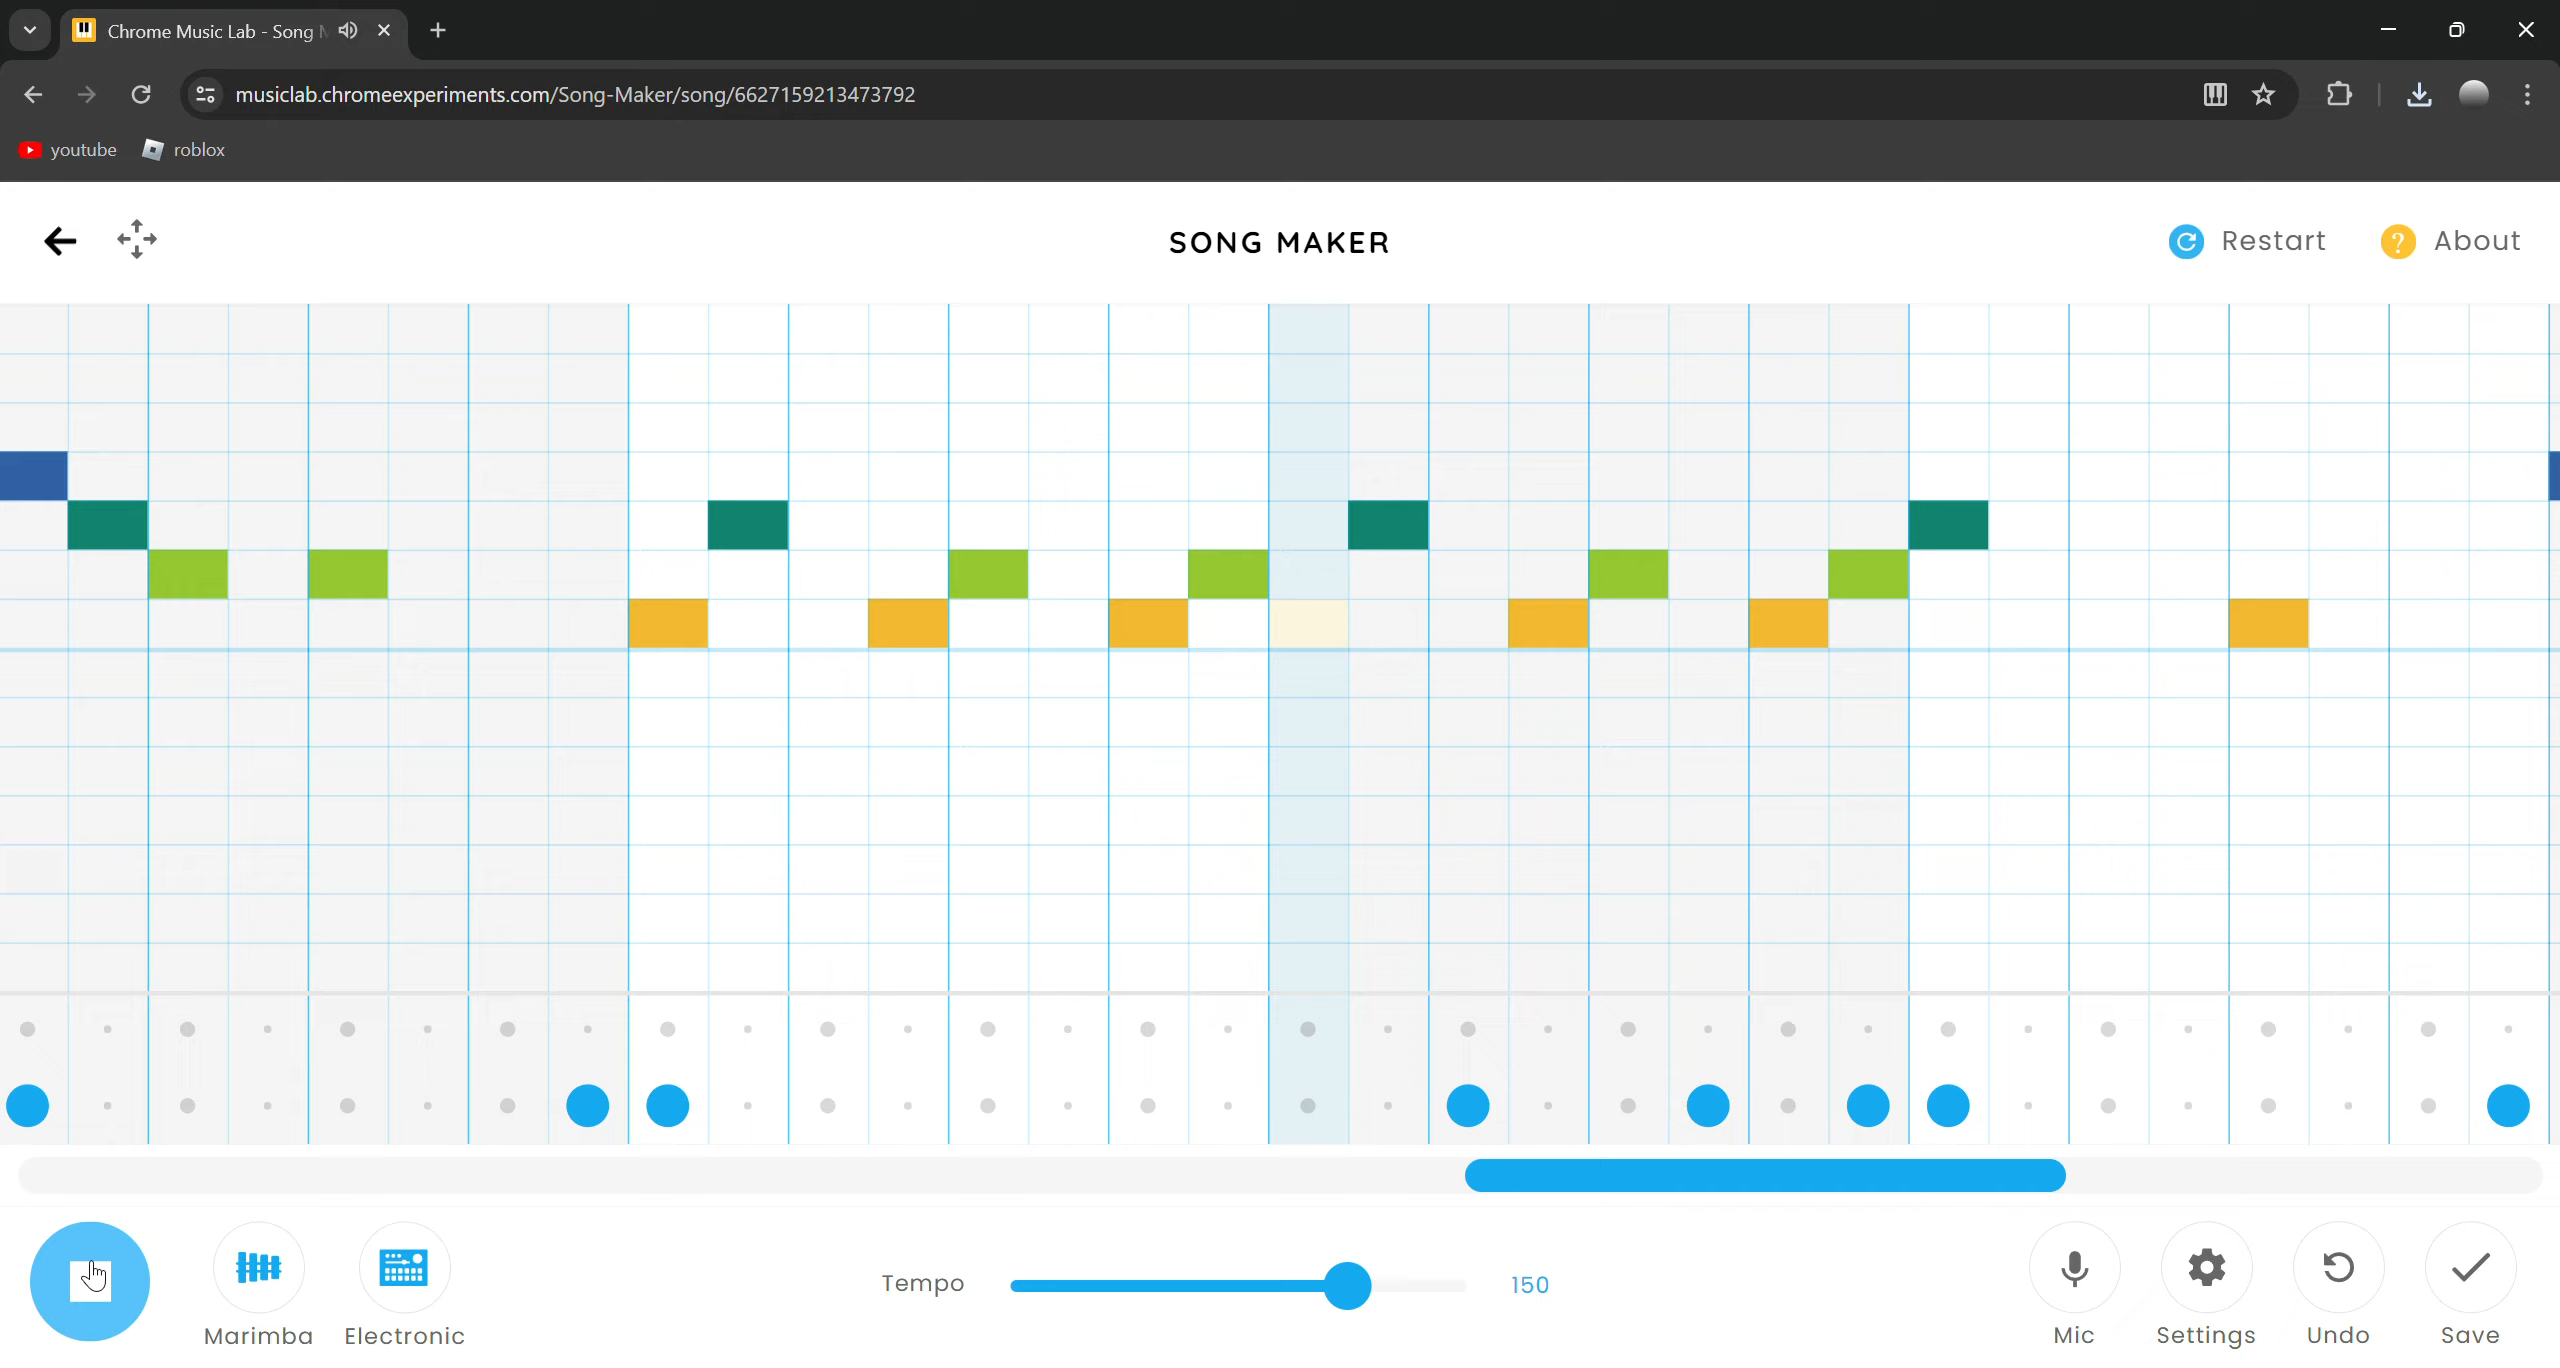 Chrome Music Lab - Song M
musiclab.chromeexperiments.com/Song-Maker/song/6627159213473792
youtube
roblox
SONG MAKER
Restart
? About
Tempo
150
Marimba
Electronic
Mic
Settings
Undo
Save